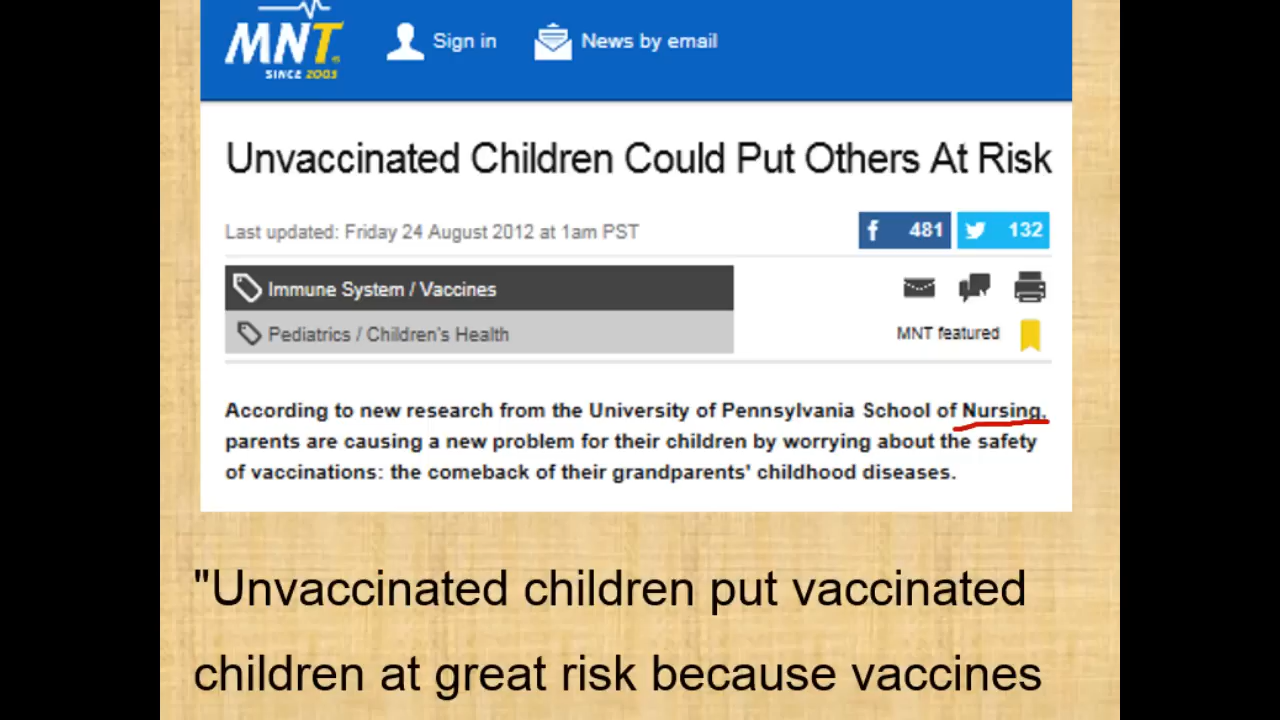 MNT
SINCE 2003
Sign in
News by email
Unvaccinated Children Could Put Others At Risk
Last updated: Friday 24 August 2012 at 1am PST
f 481
132
Immune System / Vaccines
Pediatrics / Children's Health
MNT featured
According to new research from the University of Pennsylvania School of Nursing,
parents are causing a new problem for their children by worrying about the safety
of vaccinations: the comeback of their grandparents' childhood diseases.
"Unvaccinated children put vaccinated
children at great risk because vaccines